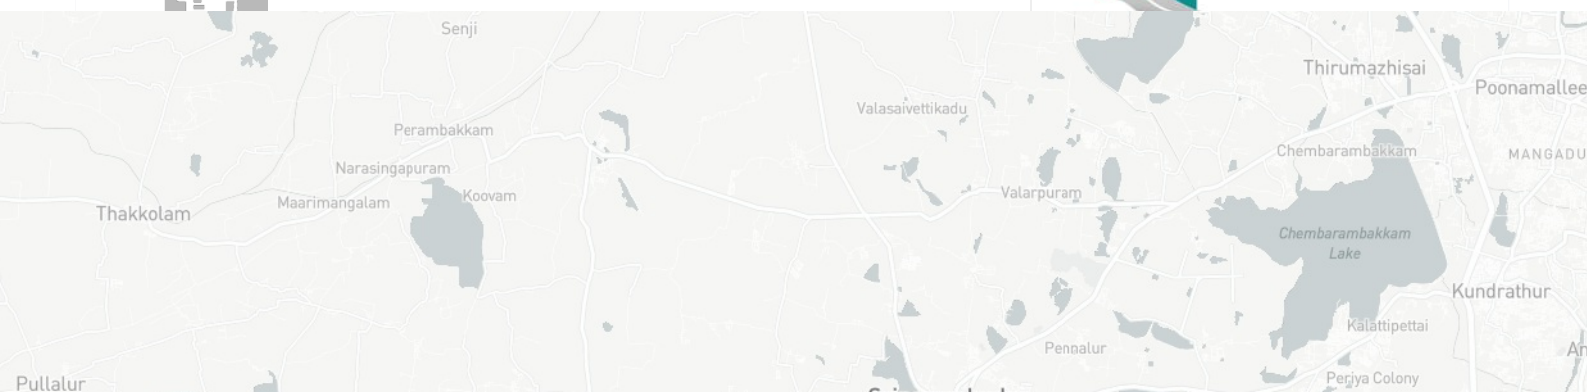 Senji
Thirumazhisai
Poonamallee
Valasaivettikadu
Perambakkam
Chembarambakkam
MANGADU
Narasingapuram
Koovam
Valarpuram
Maarimangalam
Thakkolam
Chembarambakkam
Lake
Kundrathur
Kalattipettai
Pennalur
Periya Colony
Pullalur